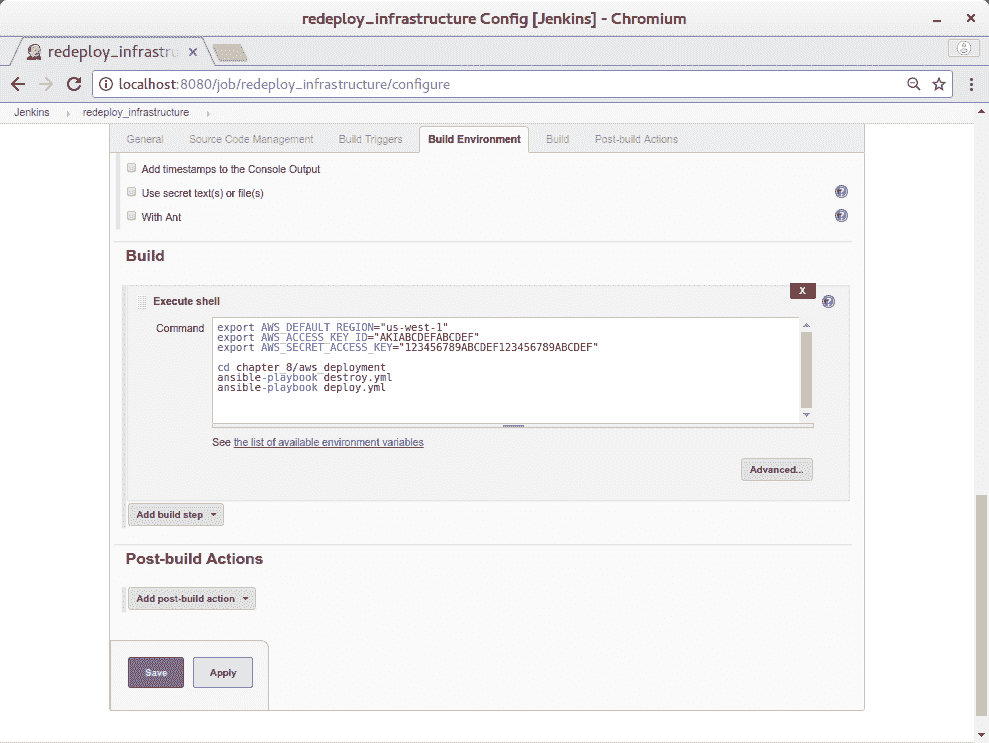 redeploy_infrastructure Config [Jenkins] - Chromium
redeploy_infrastru
localhost:8080/job/redeploy_infrastructure/configure
Jenkins redeploy_infrastructure
General Source Code Management Build Triggers Build Environment Build Post-build Actions
Add timestamps to the Console Output
Use secret text(s) or file(s)
With Ant
Build
X
Execute shell
Command
export AWS_DEFAULT_REGION="us-west-1"
export AWS_ACCESS_KEY_ID="AKIABCDEFABCDEF"
export AWS_SECRET_ACCESS_KEY="123456789ABCDEF123456789ABCDEF"
cd chapter_8/aws_deployment
ansible-playbook destroy.yml
ansible-playbook deploy.yml
See the list of available environment variables
Advanced...
Add build step
Post-build Actions
Add post-build action
Save Apply